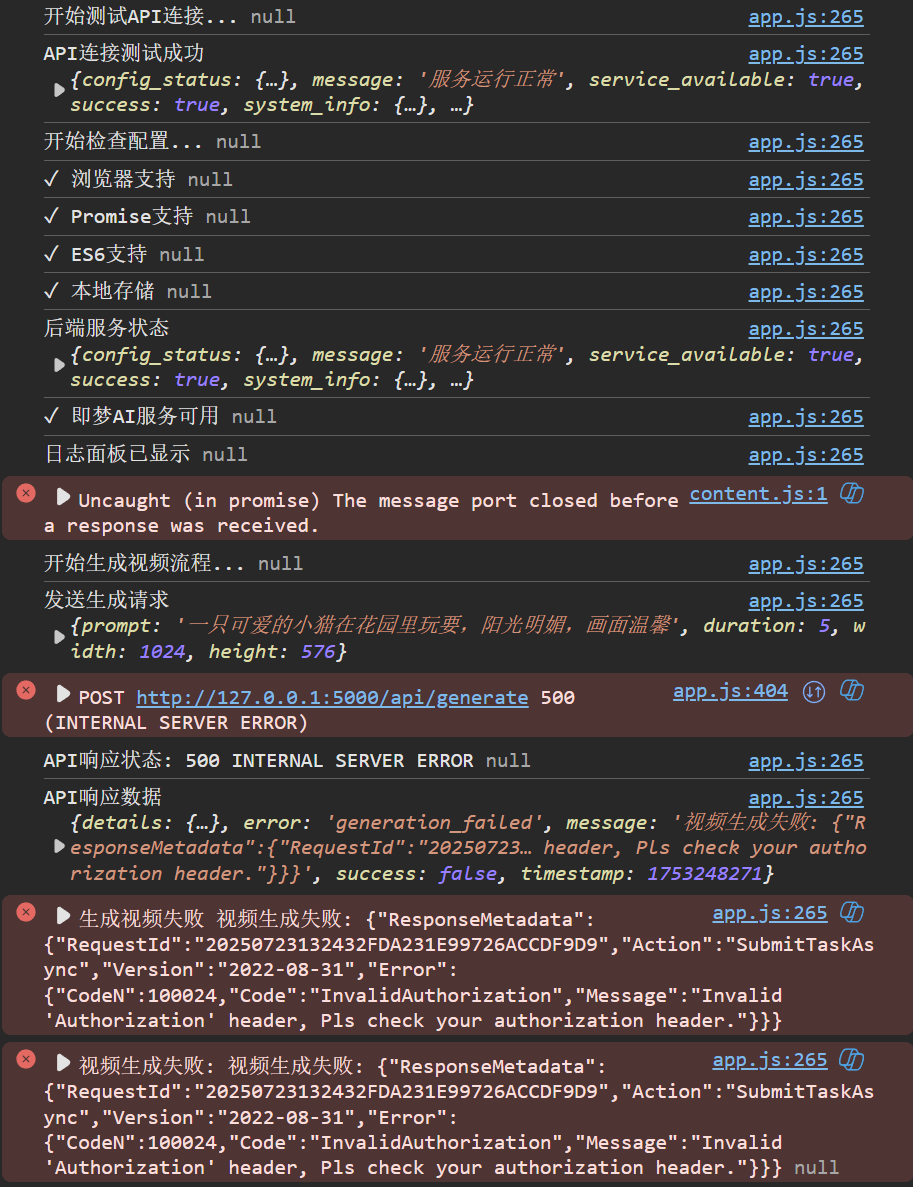 开始测试API连接... null app.js:265
API连接测试成功 app.js:265
{config_status: {…}, message: '服务运行正常', service_available: true,
success: true, system_info: {…}, …}
开始检查配置... null app.js:265
✓ 浏览器支持 null app.js:265
✓ Promise支持 null app.js:265
✓ ES6支持 null app.js:265
✓ 本地存储 null app.js:265
后端服务状态 app.js:265
{config_status: {…}, message: '服务运行正常', service_available: true,
success: true, system_info: {…}, …}
✓ 即梦AI服务可用 null app.js:265
日志面板已显示 null app.js:265
Uncaught (in promise) The message port closed before content.js:1
a response was received.
开始生成视频流程... null app.js:265
发送生成请求 app.js:265
{prompt: '一只可爱的小猫在花园里玩耍，阳光明媚，画面温馨', duration: 5, w
idth: 1024, height: 576}
POST http://127.0.0.1:5000/api/generate 500 app.js:404
(INTERNAL SERVER ERROR)
API响应状态: 500 INTERNAL SERVER ERROR null app.js:265
API响应数据 app.js:265
{details: {…}, error: 'generation_failed', message: '视频生成失败: {"R
esponseMetadata":{"RequestId":"20250723… header, Pls check your autho
rization header."}}}', success: false, timestamp: 1753248271}
生成视频失败 视频生成失败: {"ResponseMetadata": app.js:265
{"RequestId":"20250723132432FDA231E99726ACCDF9D9","Action":"SubmitTaskAs
ync","Version":"2022-08-31","Error":
{"CodeN":100024,"Code":"InvalidAuthorization","Message":"Invalid
'Authorization' header, Pls check your authorization header."}}}
视频生成失败: 视频生成失败: {"ResponseMetadata": app.js:265
{"RequestId":"20250723132432FDA231E99726ACCDF9D9","Action":"SubmitTaskAs
ync","Version":"2022-08-31","Error":
{"CodeN":100024,"Code":"InvalidAuthorization","Message":"Invalid
'Authorization' header, Pls check your authorization header."}}} null